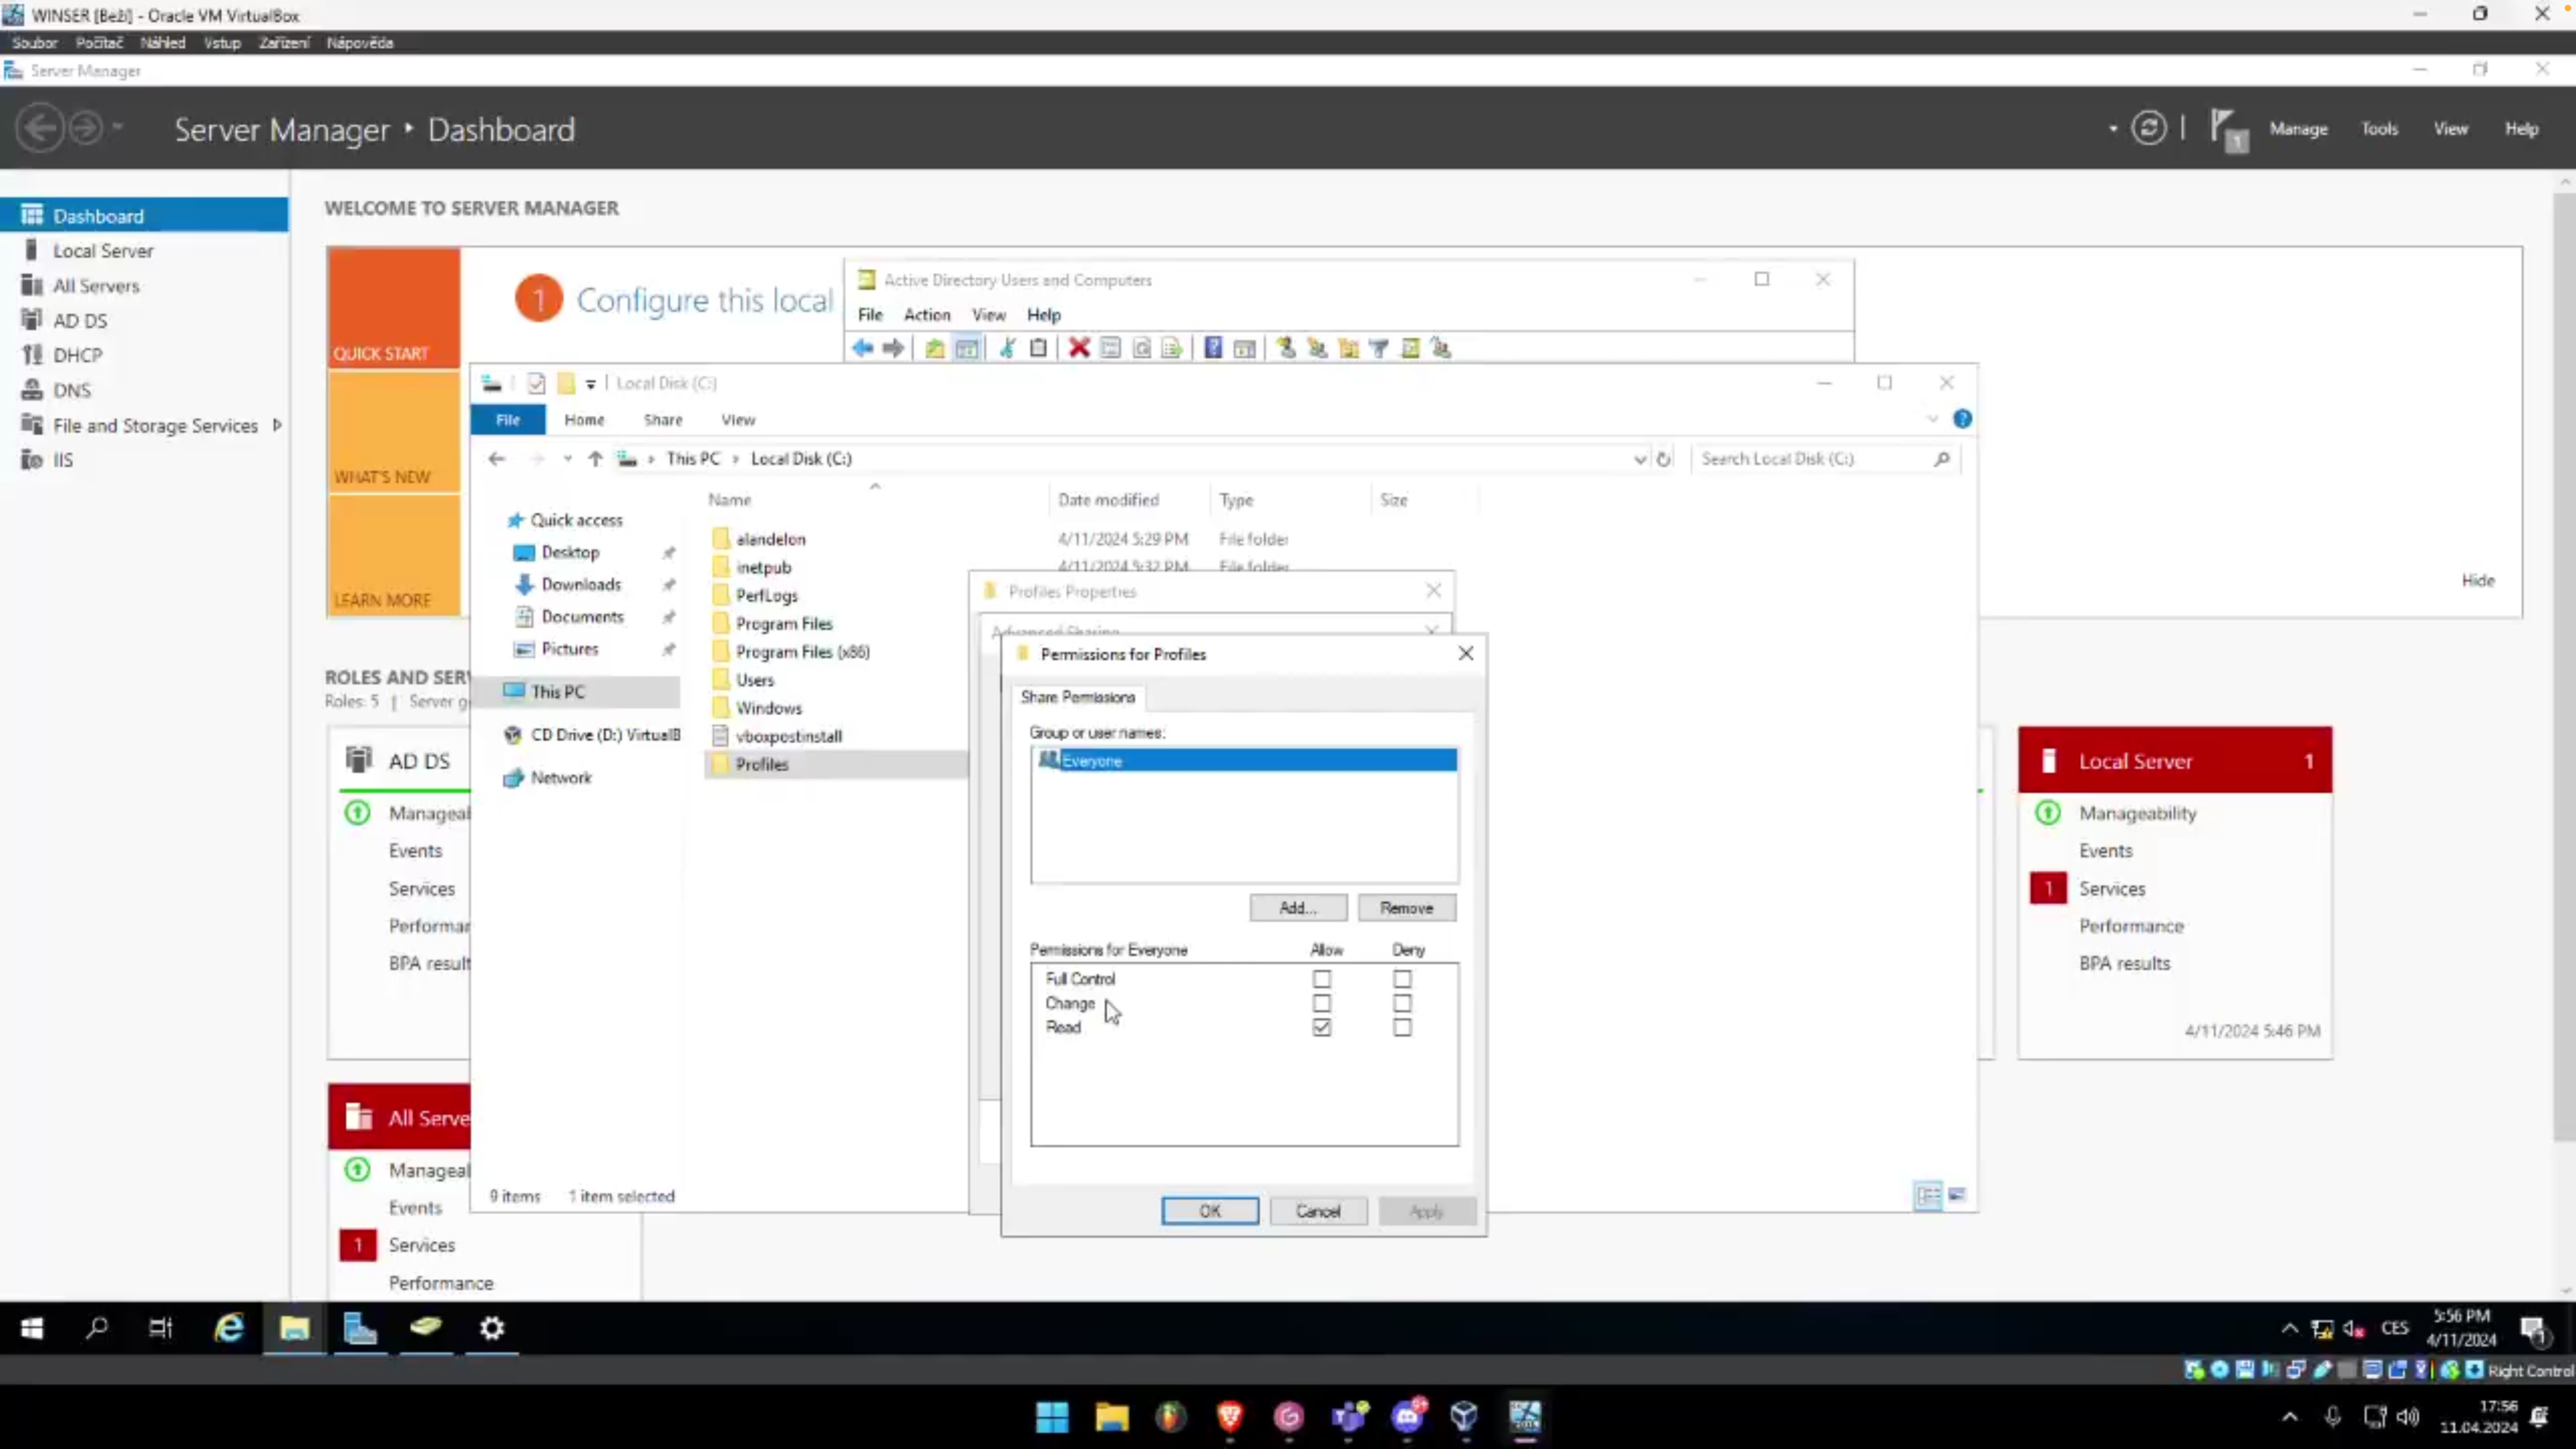 WINSER [Beží] - Oracle VM VirtualBox
Soubor Počítač Náhled Vstup Zařízení Nápověda
Server Manager
Server Manager ‣ Dashboard
Manage Tools View Help
1
Dashboard
Local Server
All Servers
AD DS
DHCP
DNS
File and Storage Services
IIS
WELCOME TO SERVER MANAGER
QUICK START
WHAT'S NEW
LEARN MORE
1 Configure this local
Hide
Active Directory Users and Computers
File Action View Help
Local Disk (C:)
File Home Share View
This PC › Local Disk (C:)
Search Local Disk (C:)
Name Date modified Type Size
Quick access
Desktop
Downloads
Documents
Pictures
This PC
CD Drive (D:) VirtualB
Network
alandelon 4/11/2024 5:29 PM File folder
inetpub 4/11/2024 5:32 PM File folder
PerfLogs
Program Files
Program Files (x86)
Users
Windows
vboxpostinstall
Profiles
9 items 1 item selected
Profiles Properties
Advanced Sharing
Permissions for Profiles
Share Permissions
Group or user names:
Everyone
Add... Remove
Permissions for Everyone Allow Deny
Full Control
Change
Read
OK Cancel Apply
ROLES AND SER
Roles: 5 | Server g
AD DS
Manageal
Events
Services
Performar
BPA result
Local Server 1
Manageability
Events
1 Services
Performance
BPA results
4/11/2024 5:46 PM
All Serve
Manageal
Events
1 Services
Performance
CES
5:56 PM
4/11/2024
1
Right Control
17:56
11.04.2024